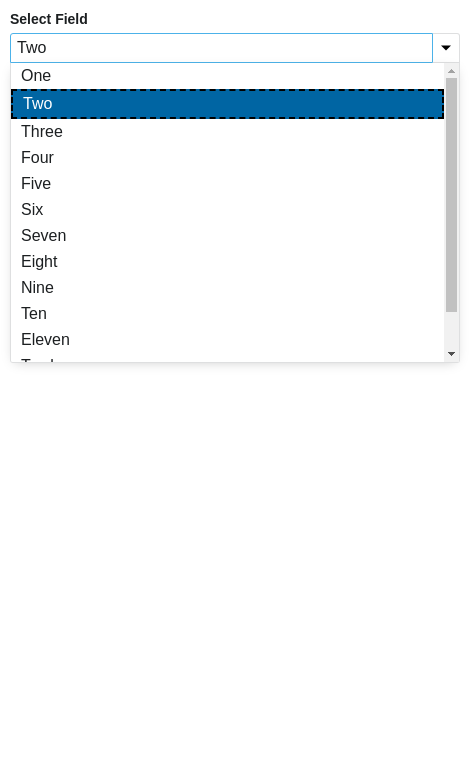 Select Field
Two
One
Two
Three
Four
Five
Six
Seven
Eight
Nine
Ten
Eleven